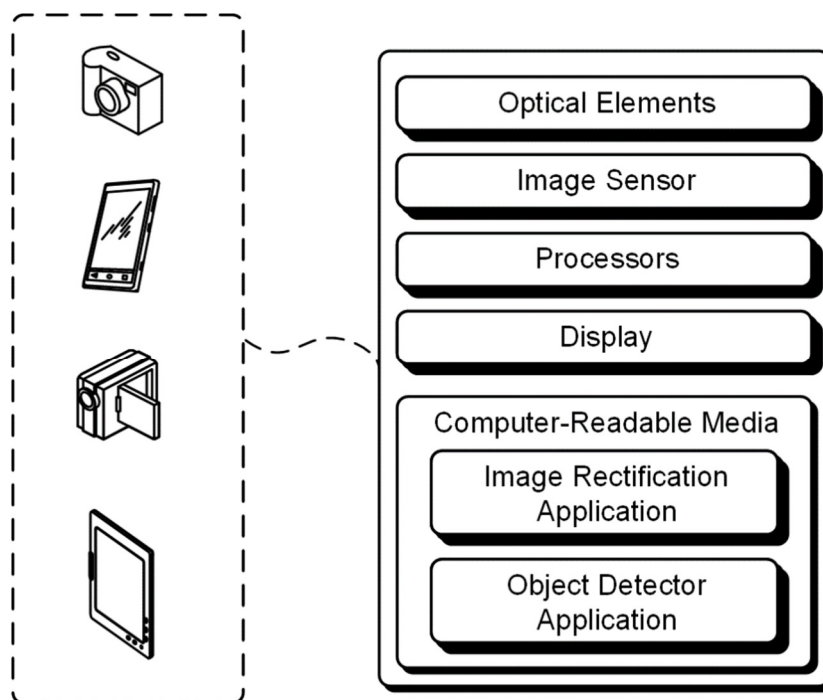 Optical Elements
Image Sensor
Processors
Display
Computer-Readable Media
Image Rectification
Application
Object Detector
Application